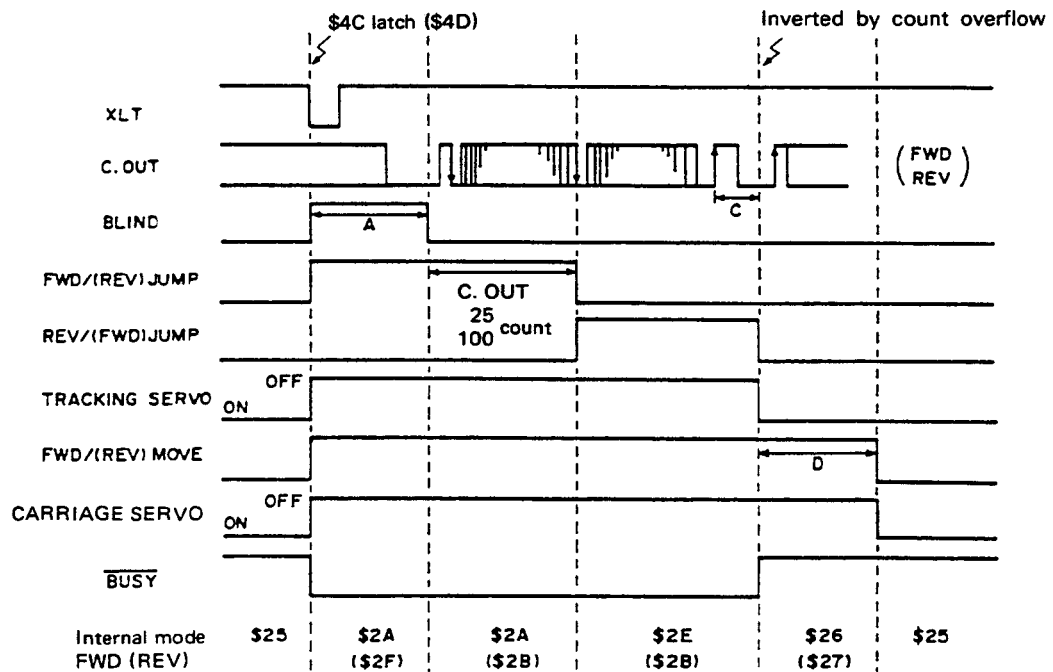 $4C latch ($4D)
Inverted by count overflow
XLT
C. OUT
( FWD
REV )
C
BLIND
A
FWD/(REV) JUMP
C. OUT
25
100 count
REV/(FWD)JUMP
OFF
TRACKING SERVO
ON
FWD/(REV) MOVE
D
OFF
CARRIAGE SERVO
ON
BUSY
Internal mode $25 $2A $2A $2E $26 $25
FWD (REV) ($2F) ($2B) ($2B) ($27)